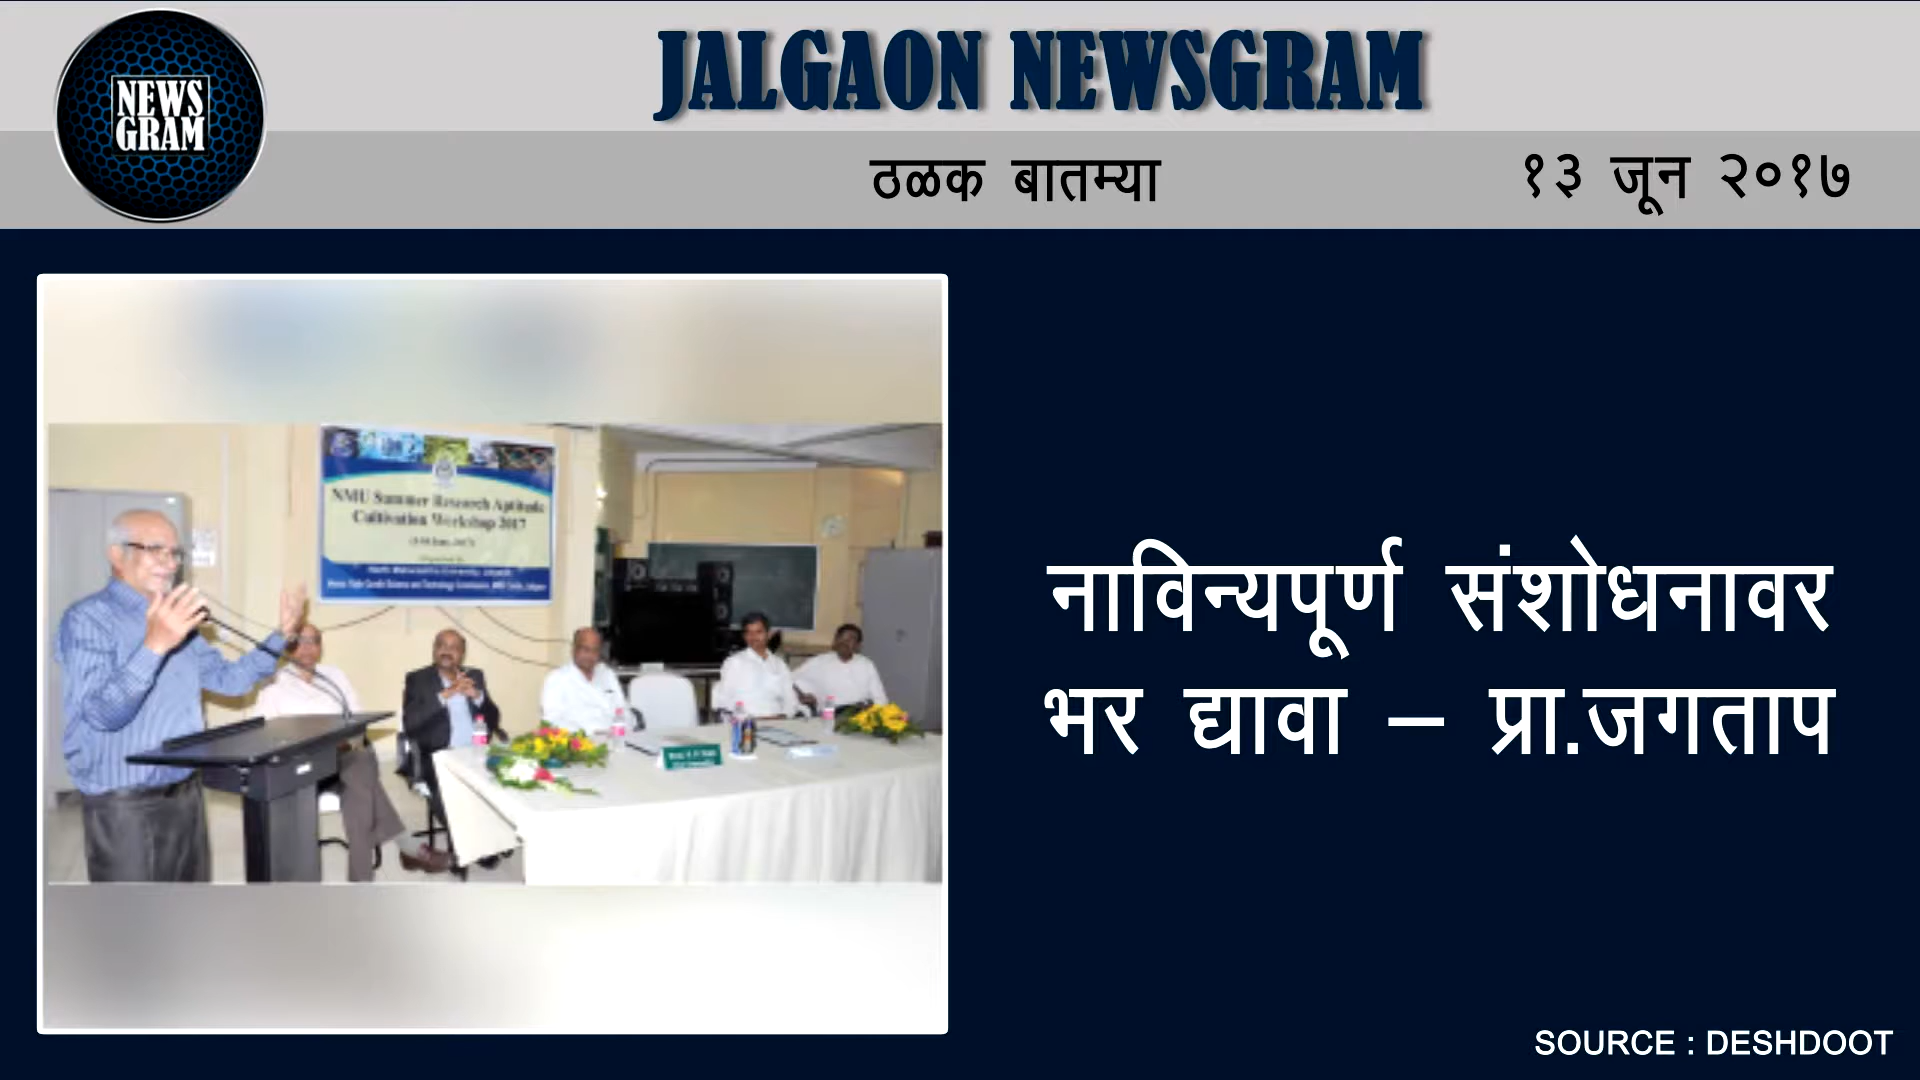 NEWS
GRAM
JALGAON NEWSGRAM
ठळक बातम्या
१३ जून २०१७
NMU Summer Research Aptitude
Cultivation Workshop 2017
नाविन्यपूर्ण संशोधनावर
भर द्यावा – प्रा.जगताप
SOURCE : DESHDOOT